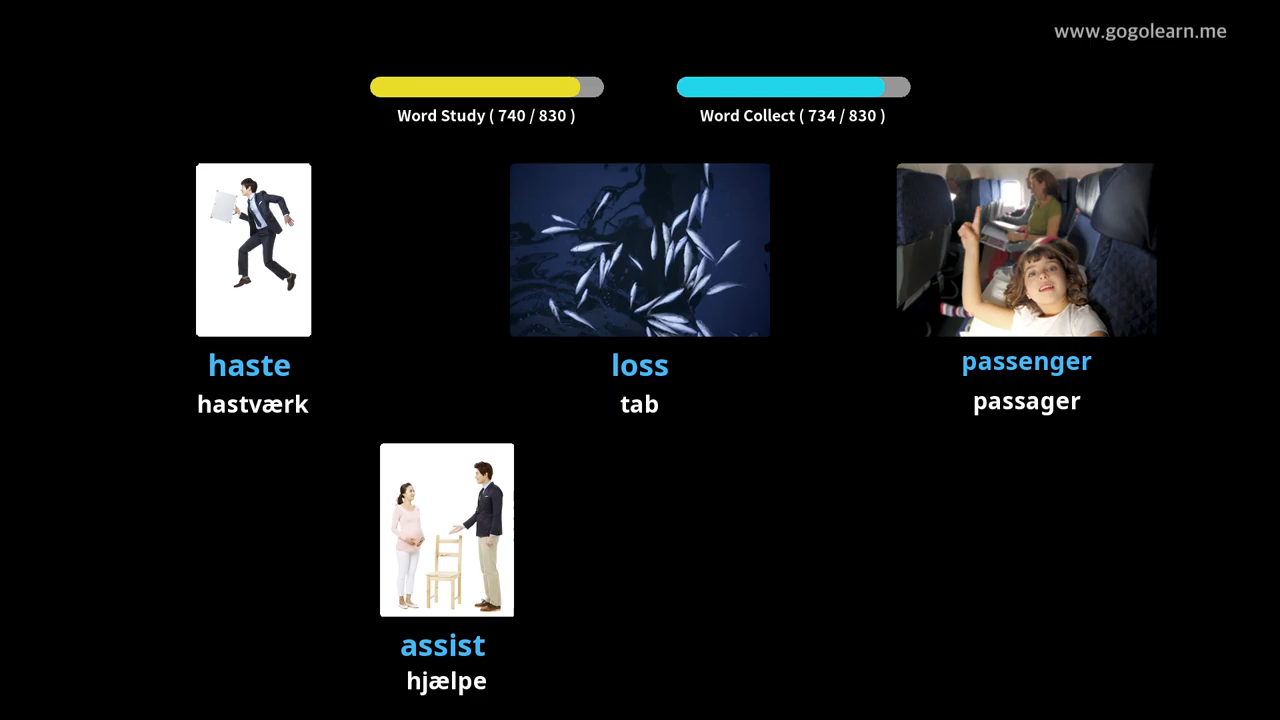 www.gogolearn.me
Word Study ( 740 / 830 )
Word Collect ( 734 / 830 )
haste
hastværk
loss
tab
passenger
passager
assist
hjælpe